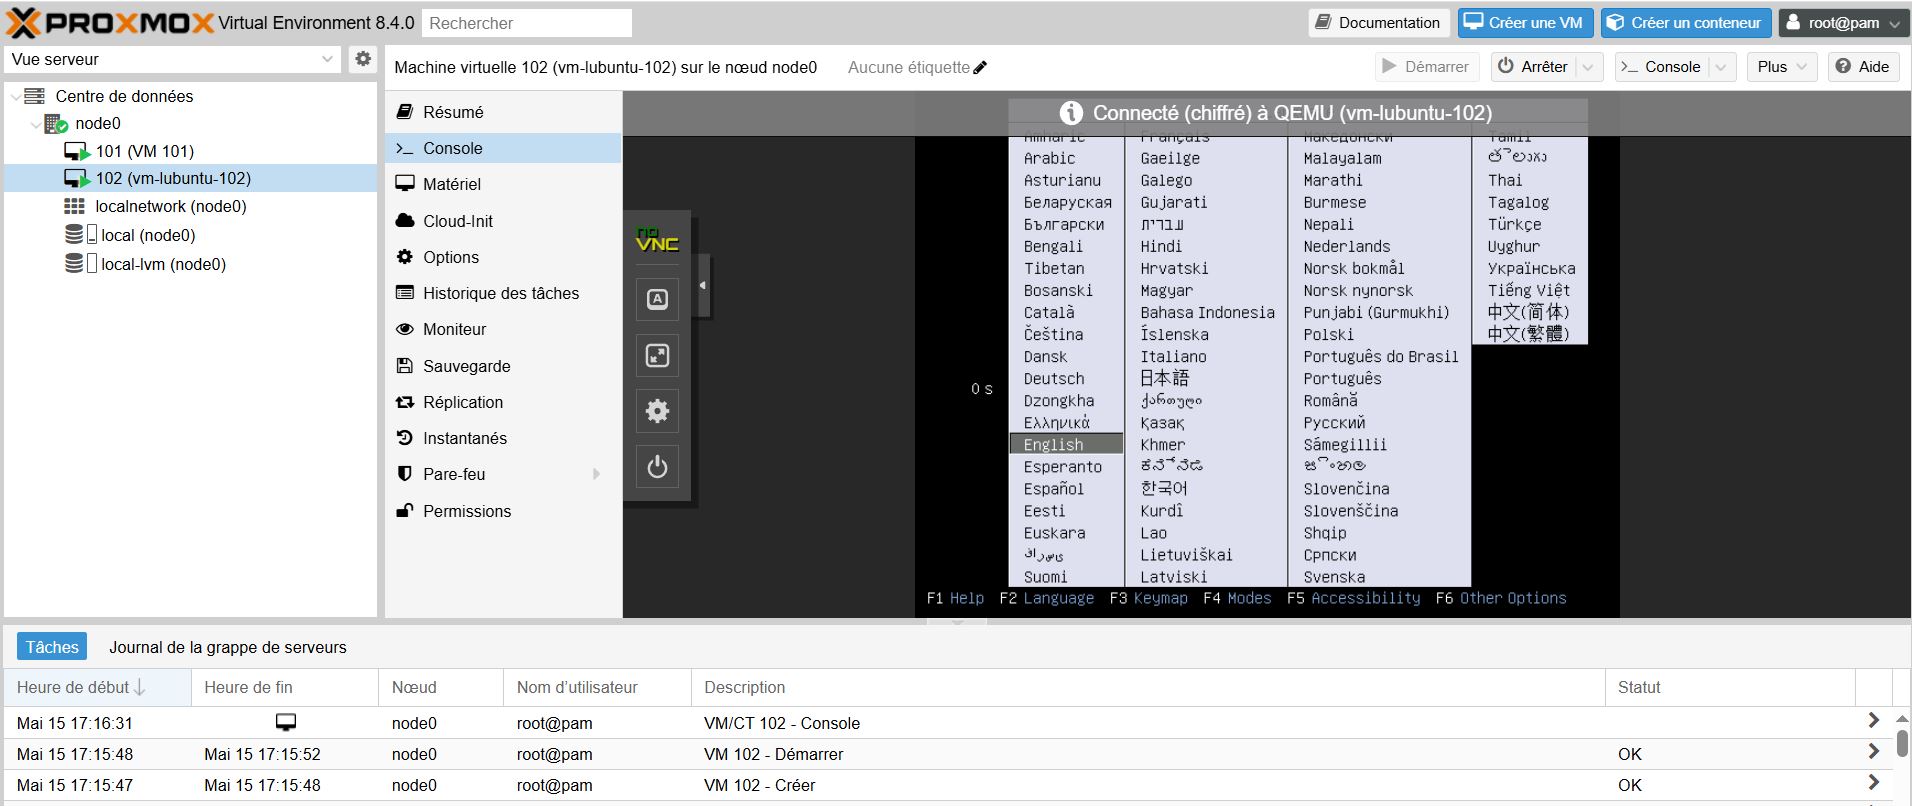 PROXMOX Virtual Environment 8.4.0 Rechercher Documentation Créer une VM Créer un conteneur root@pam
Vue serveur
Centre de données
node0
101 (VM 101)
102 (vm-lubuntu-102)
localnetwork (node0)
local (node0)
local-lvm (node0)
Machine virtuelle 102 (vm-lubuntu-102) sur le nœud node0 Aucune étiquette Démarrer Arrêter Console Plus Aide
Résumé
Console
Matériel
Cloud-Init
Options
Historique des tâches
Moniteur
Sauvegarde
Réplication
Instantanés
Pare-feu
Permissions
no
VNC
A
Connecté (chiffré) à QEMU (vm-lubuntu-102)
0 s
Amharic
Arabic
Asturianu
Беларуская
Български
Bengali
Tibetan
Bosanski
Català
Čeština
Dansk
Deutsch
Dzongkha
Ελληνικά
English
Esperanto
Español
Eesti
Euskara
Suomi
Français
Gaeilge
Galego
Gujarati
עברית
Hindi
Hrvatski
Magyar
Bahasa Indonesia
Íslenska
Italiano
日本語
ქართული
Қазақ
Khmer
한국어
Kurdî
Lao
Lietuviškai
Latviski
Македонски
Malayalam
Marathi
Burmese
Nepali
Nederlands
Norsk bokmål
Norsk nynorsk
Punjabi (Gurmukhi)
Polski
Português do Brasil
Português
Română
Русский
Sámegillii
Slovenčina
Slovenščina
Shqip
Српски
Svenska
Tamil
Thai
Tagalog
Türkçe
Uyghur
Українська
Tiếng Việt
中文(简体)
中文(繁體)
F1 Help F2 Language F3 Keymap F4 Modes F5 Accessibility F6 Other Options
Tâches Journal de la grappe de serveurs
Heure de début Heure de fin Nœud Nom d’utilisateur Description Statut
Mai 15 17:16:31 node0 root@pam VM/CT 102 - Console
Mai 15 17:15:48 Mai 15 17:15:52 node0 root@pam VM 102 - Démarrer OK
Mai 15 17:15:47 Mai 15 17:15:48 node0 root@pam VM 102 - Créer OK